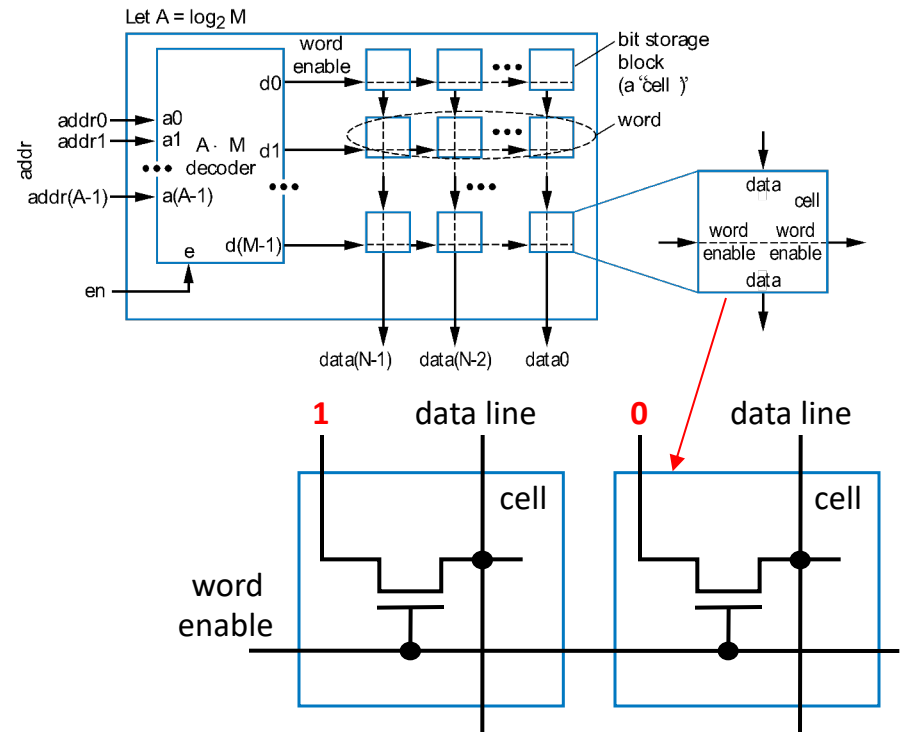 Let A = log2 M
word
enable
bit storage
block
(a “cell”)
word
d0
addr0
addr1
addr(A-1)
addr
a0
a1
a(A-1)
A · M
decoder
d1
d(M-1)
e
en
data(N-1)
data(N-2)
data0
data
cell
word
enable
word
enable
data
1
data line
0
data line
cell
cell
word
enable